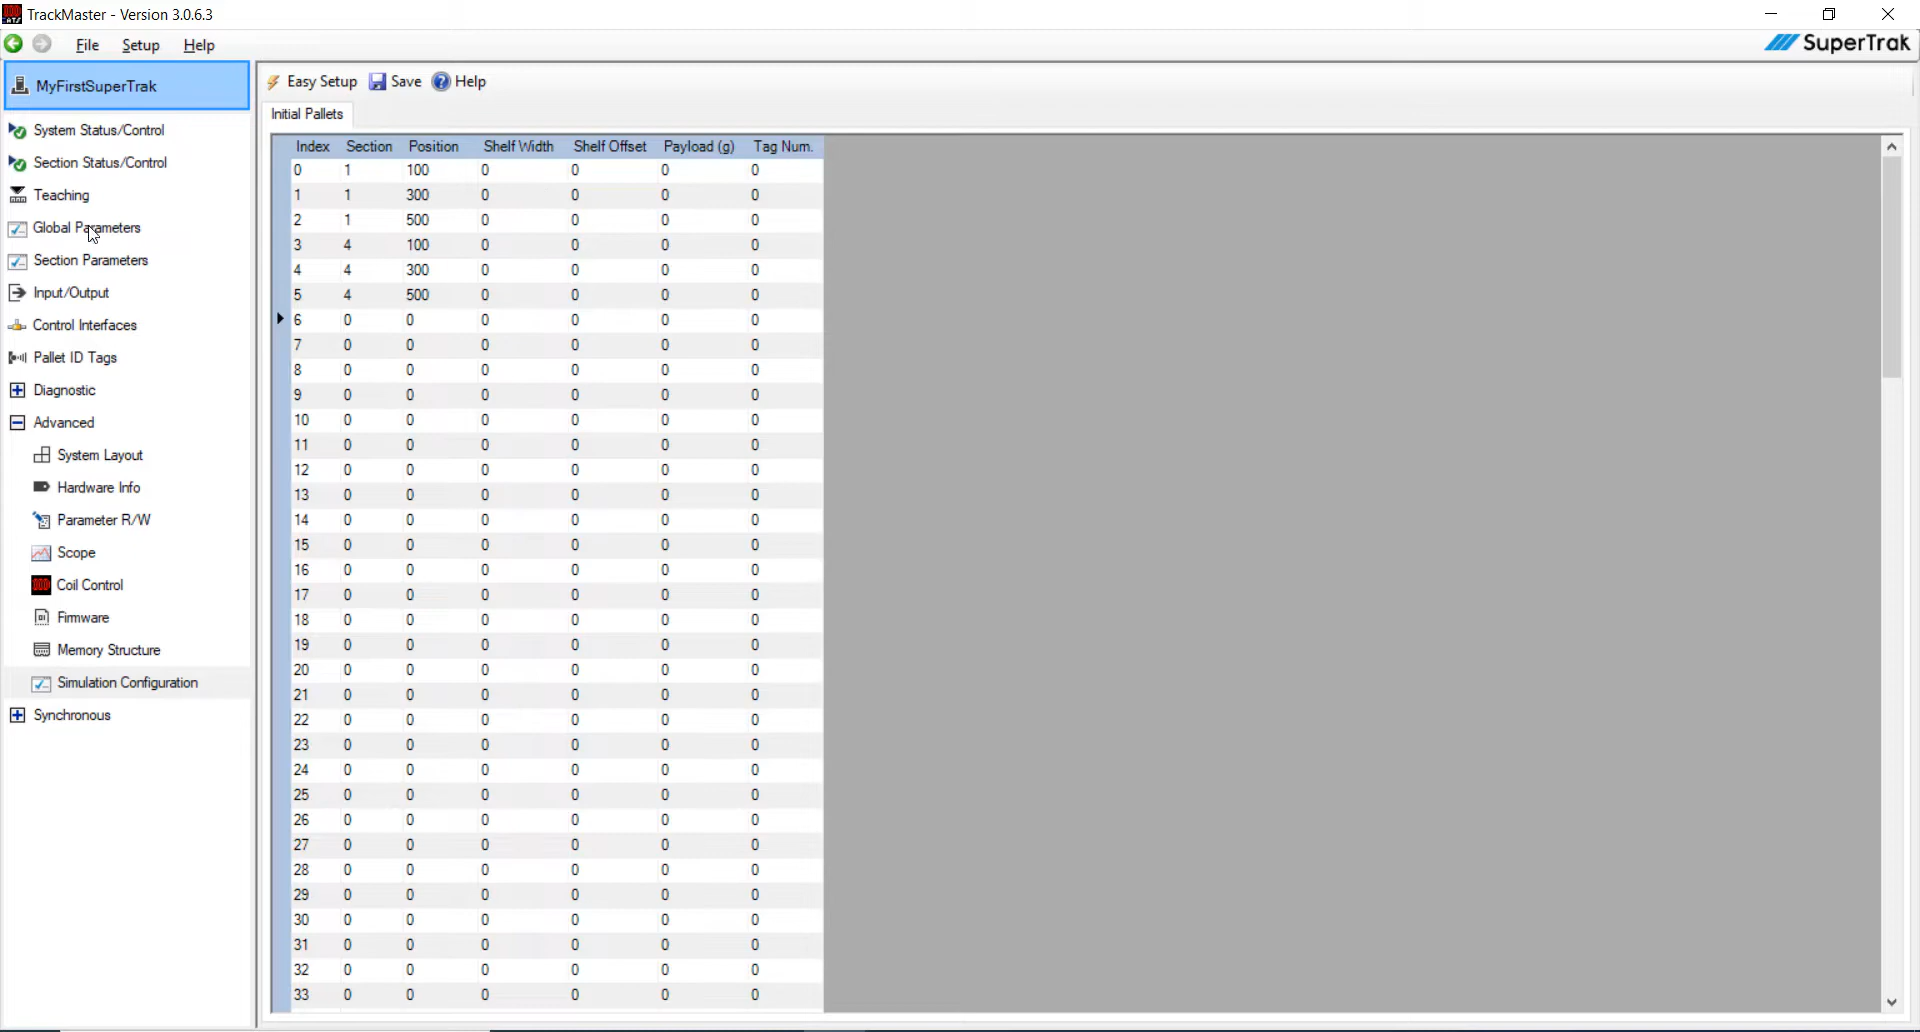 TrackMaster - Version 3.0.6.3
File Setup Help
SuperTrak
MyFirstSuperTrak
System Status/Control
Section Status/Control
Teaching
Global Parameters
Section Parameters
Input/Output
Control Interfaces
Pallet ID Tags
Diagnostic
Advanced
System Layout
Hardware Info
Parameter R/W
Scope
Coil Control
Firmware
Memory Structure
Simulation Configuration
Synchronous
Easy Setup Save Help
Initial Pallets
Index Section Position Shelf Width Shelf Offset Payload (g) Tag Num.
0 1 100 0 0 0 0
1 1 300 0 0 0 0
2 1 500 0 0 0 0
3 4 100 0 0 0 0
4 4 300 0 0 0 0
5 4 500 0 0 0 0
6 0 0 0 0 0 0
7 0 0 0 0 0 0
8 0 0 0 0 0 0
9 0 0 0 0 0 0
10 0 0 0 0 0 0
11 0 0 0 0 0 0
12 0 0 0 0 0 0
13 0 0 0 0 0 0
14 0 0 0 0 0 0
15 0 0 0 0 0 0
16 0 0 0 0 0 0
17 0 0 0 0 0 0
18 0 0 0 0 0 0
19 0 0 0 0 0 0
20 0 0 0 0 0 0
21 0 0 0 0 0 0
22 0 0 0 0 0 0
23 0 0 0 0 0 0
24 0 0 0 0 0 0
25 0 0 0 0 0 0
26 0 0 0 0 0 0
27 0 0 0 0 0 0
28 0 0 0 0 0 0
29 0 0 0 0 0 0
30 0 0 0 0 0 0
31 0 0 0 0 0 0
32 0 0 0 0 0 0
33 0 0 0 0 0 0